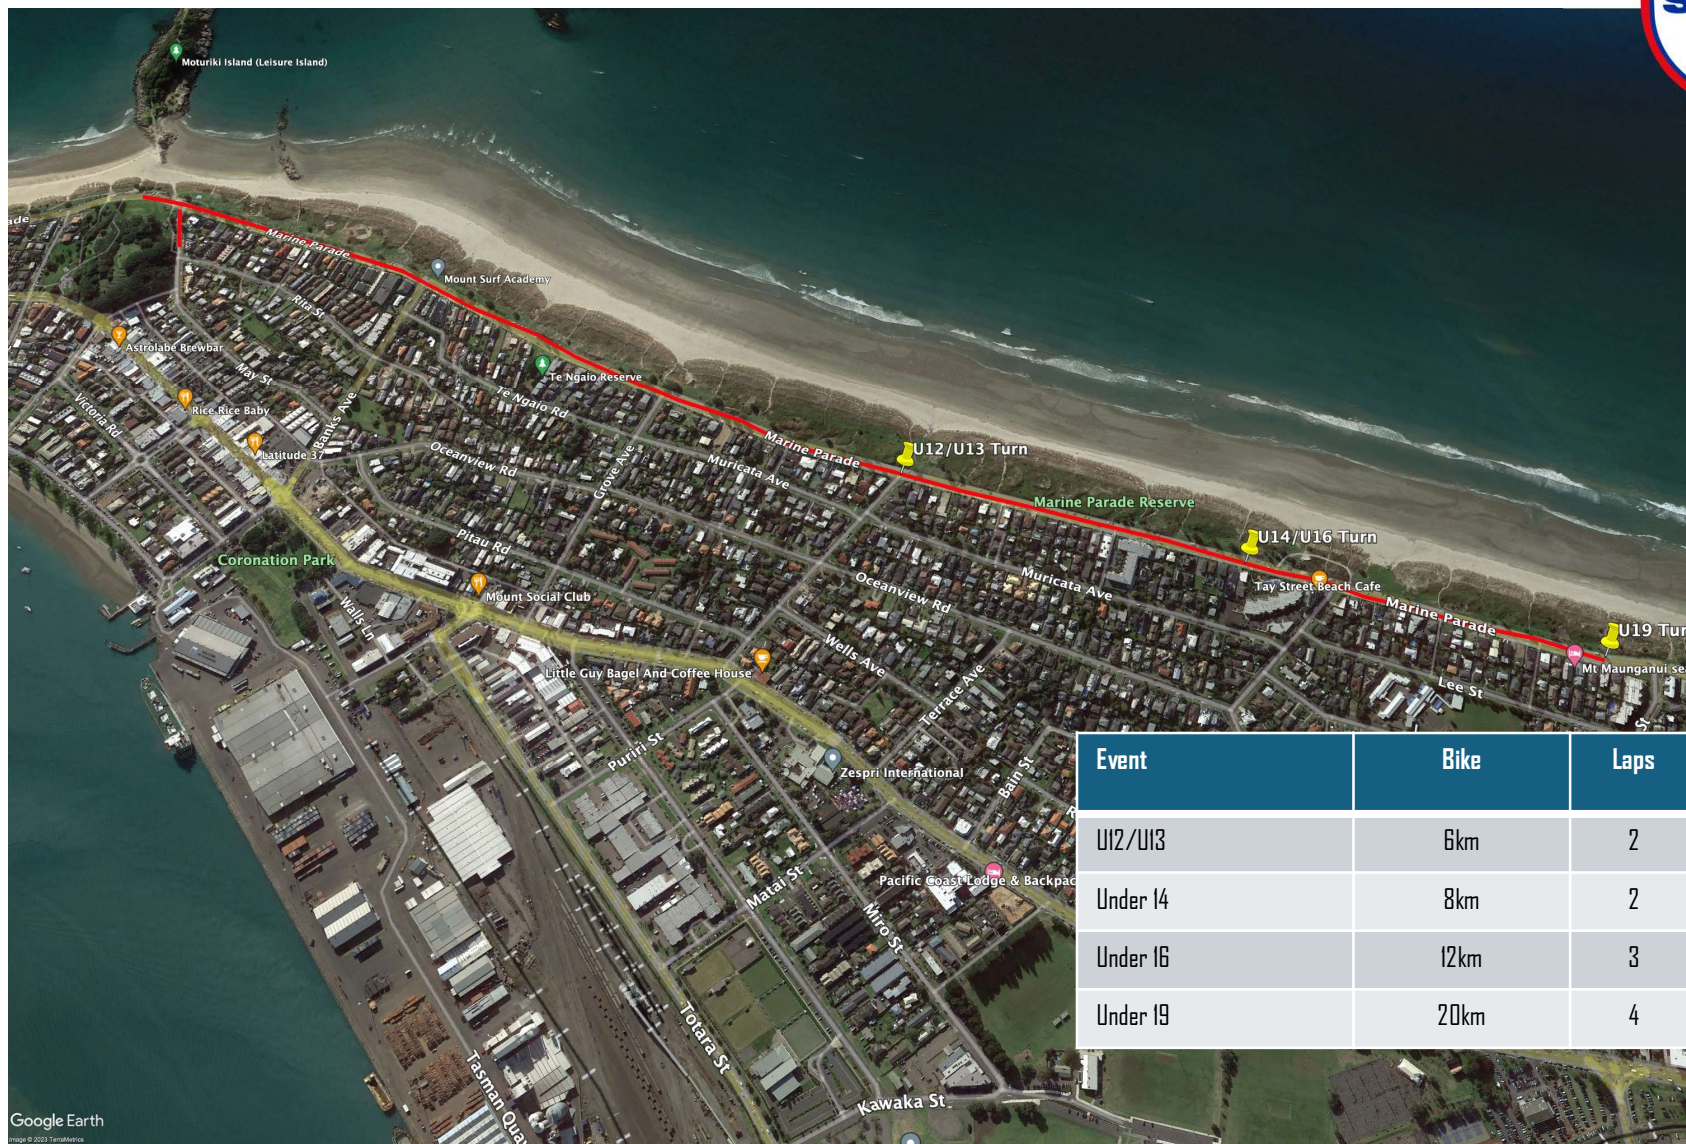 Moturiki Island (Leisure Island)
ade
Marine Parade
Mount Surf Academy
Rita St
Astrolabe Brewbar
May St
Te Ngaio Reserve
Te Ngaio Rd
Victoria Rd
Rice Rice Baby
Banks Ave
Latitude 37
Oceanview Rd
Grove Ave
Muricata Ave
Marine Parade
U12/U13 Turn
Marine Parade Reserve
U14/U16 Turn
Pitau Rd
Coronation Park
Mount Social Club
Walls Ln
Oceanview Rd
Muricata Ave
Tay Street Beach Cafe
Marine Parade
U19 Tur
Mt Maunganui se
Wells Ave
Little Guy Bagel And Coffee House
Terrace Ave
Lee St
St
Puriri St
Zespri International
Bain St
Event Bike Laps
U12/U13 6km 2
Under 14 8km 2
Under 16 12km 3
Under 19 20km 4
Pacific Coast Lodge & Backpac
Matai St
Miro St
Totara St
Tasman Quay
Kawaka St
Google Earth
Image © 2023 TerraMetrics